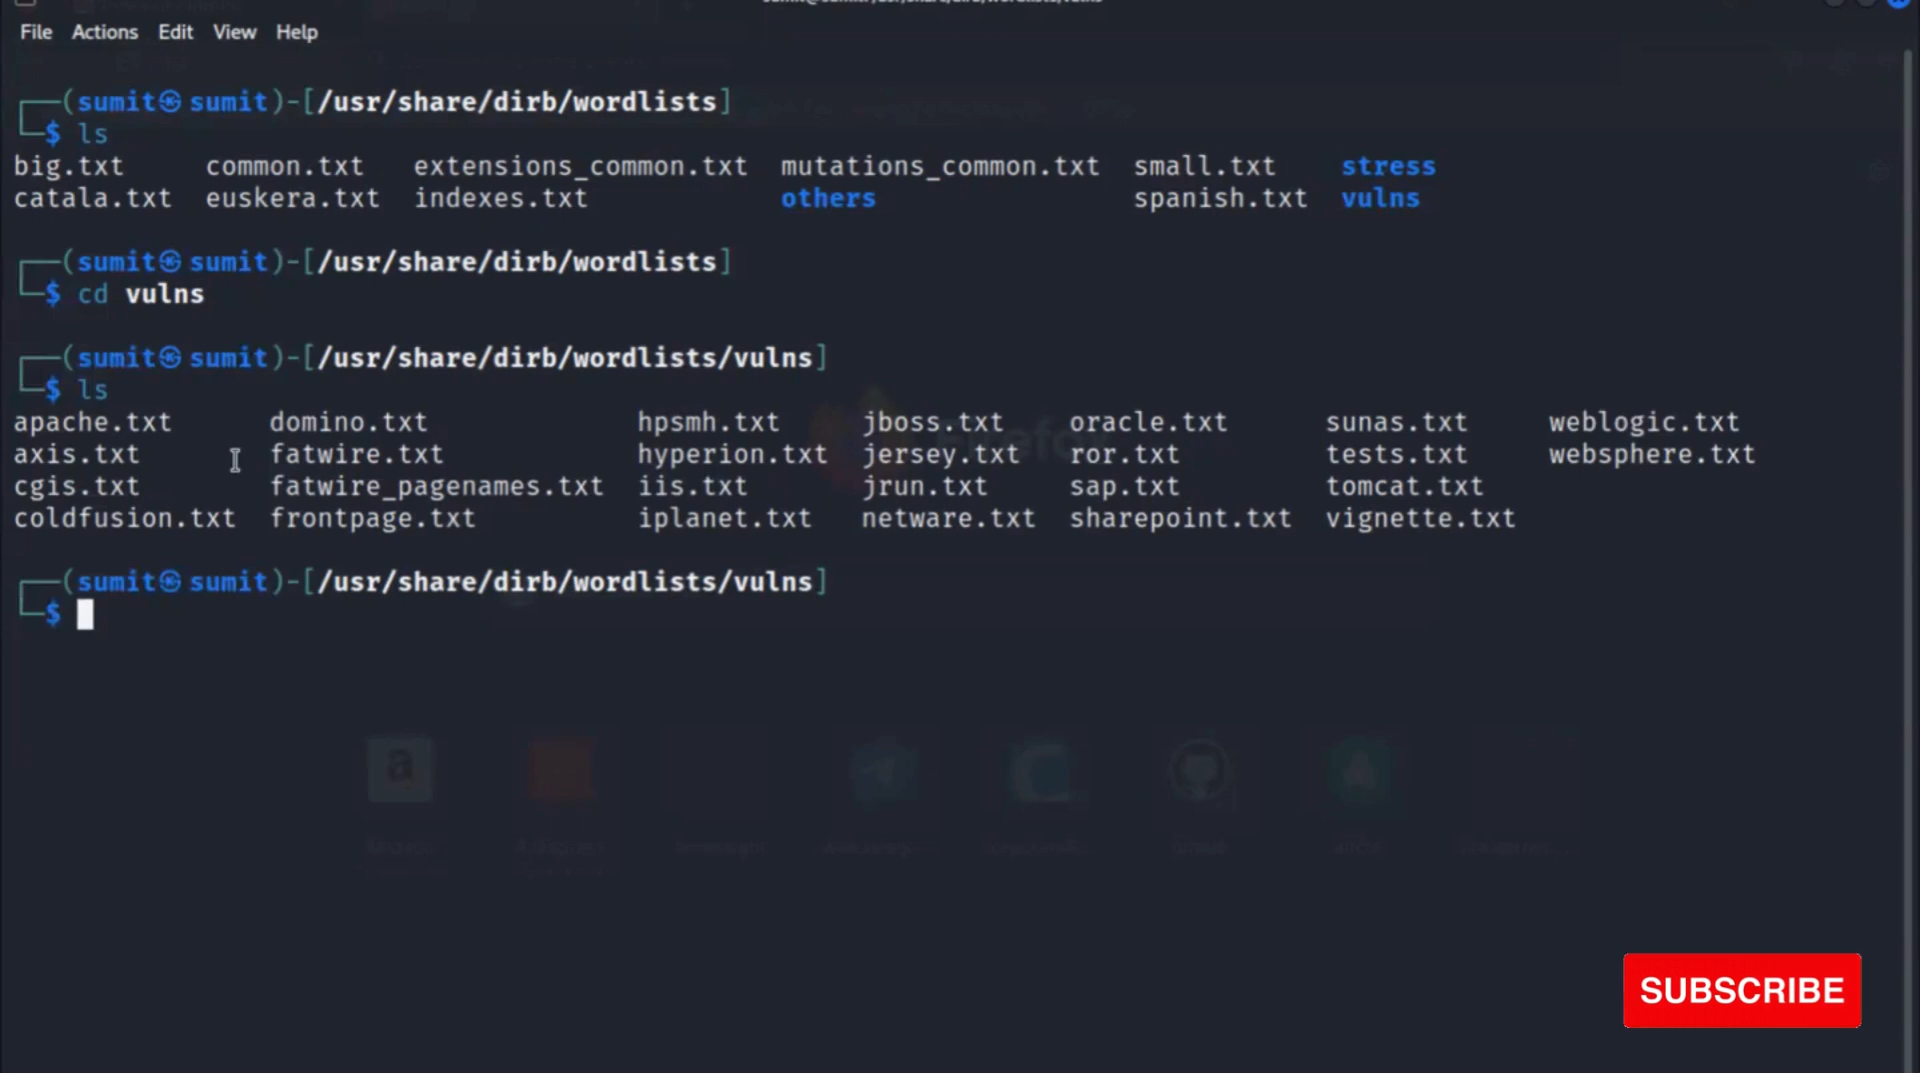 File Actions Edit View Help
(sumit㉿sumit)-[/usr/share/dirb/wordlists]
$ ls
big.txt common.txt extensions_common.txt mutations_common.txt small.txt stress
catala.txt euskera.txt indexes.txt others spanish.txt vulns
(sumit㉿sumit)-[/usr/share/dirb/wordlists]
$ cd vulns
(sumit㉿sumit)-[/usr/share/dirb/wordlists/vulns]
$ ls
apache.txt domino.txt hpsmh.txt jboss.txt oracle.txt sunas.txt weblogic.txt
axis.txt fatwire.txt hyperion.txt jersey.txt ror.txt tests.txt websphere.txt
cgis.txt fatwire_pagenames.txt iis.txt jrun.txt sap.txt tomcat.txt
coldfusion.txt frontpage.txt iplanet.txt netware.txt sharepoint.txt vignette.txt
(sumit㉿sumit)-[/usr/share/dirb/wordlists/vulns]
$
Firefox
SUBSCRIBE